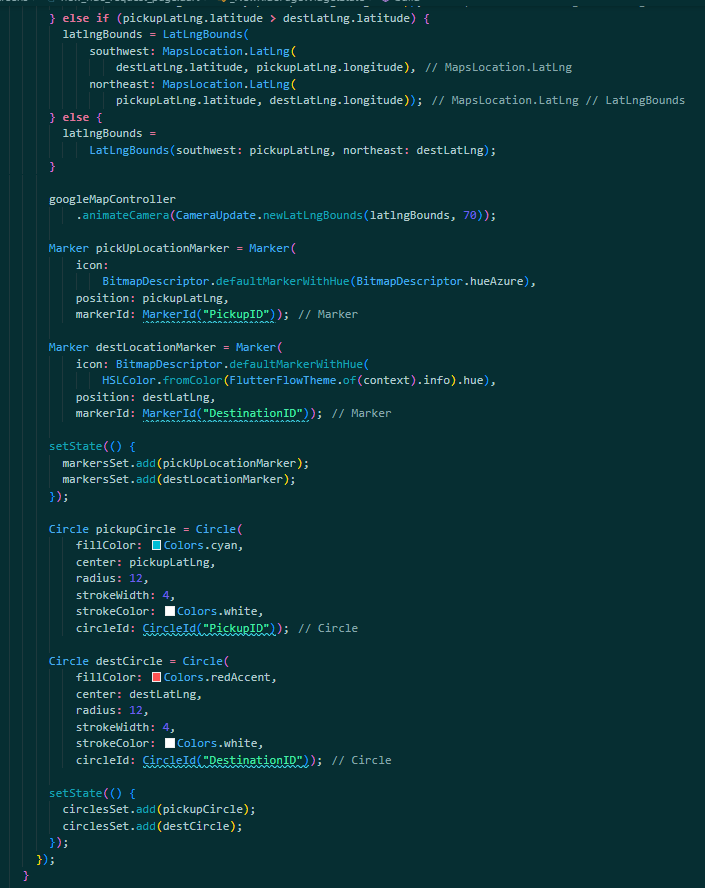 } else if (pickupLatLng.latitude > destLatLng.latitude) {
latlngBounds = LatLngBounds(
southwest: MapsLocation.LatLng(
destLatLng.latitude, pickupLatLng.longitude), // MapsLocation.LatLng
northeast: MapsLocation.LatLng(
pickupLatLng.latitude, destLatLng.longitude)); // MapsLocation.LatLng // LatLngBounds
} else {
latlngBounds =
LatLngBounds(southwest: pickupLatLng, northeast: destLatLng);
}
googleMapController
.animateCamera(CameraUpdate.newLatLngBounds(latlngBounds, 70));
Marker pickUpLocationMarker = Marker(
icon:
BitmapDescriptor.defaultMarkerWithHue(BitmapDescriptor.hueAzure),
position: pickupLatLng,
markerId: MarkerId("PickupID")); // Marker
Marker destLocationMarker = Marker(
icon: BitmapDescriptor.defaultMarkerWithHue(
HSLColor.fromColor(FlutterFlowTheme.of(context).info).hue),
position: destLatLng,
markerId: MarkerId("DestinationID")); // Marker
setState(() {
markersSet.add(pickUpLocationMarker);
markersSet.add(destLocationMarker);
});
Circle pickupCircle = Circle(
fillColor: Colors.cyan,
center: pickupLatLng,
radius: 12,
strokeWidth: 4,
strokeColor: Colors.white,
circleId: CircleId("PickupID")); // Circle
Circle destCircle = Circle(
fillColor: Colors.redAccent,
center: destLatLng,
radius: 12,
strokeWidth: 4,
strokeColor: Colors.white,
circleId: CircleId("DestinationID")); // Circle
setState(() {
circlesSet.add(pickupCircle);
circlesSet.add(destCircle);
});
});
}